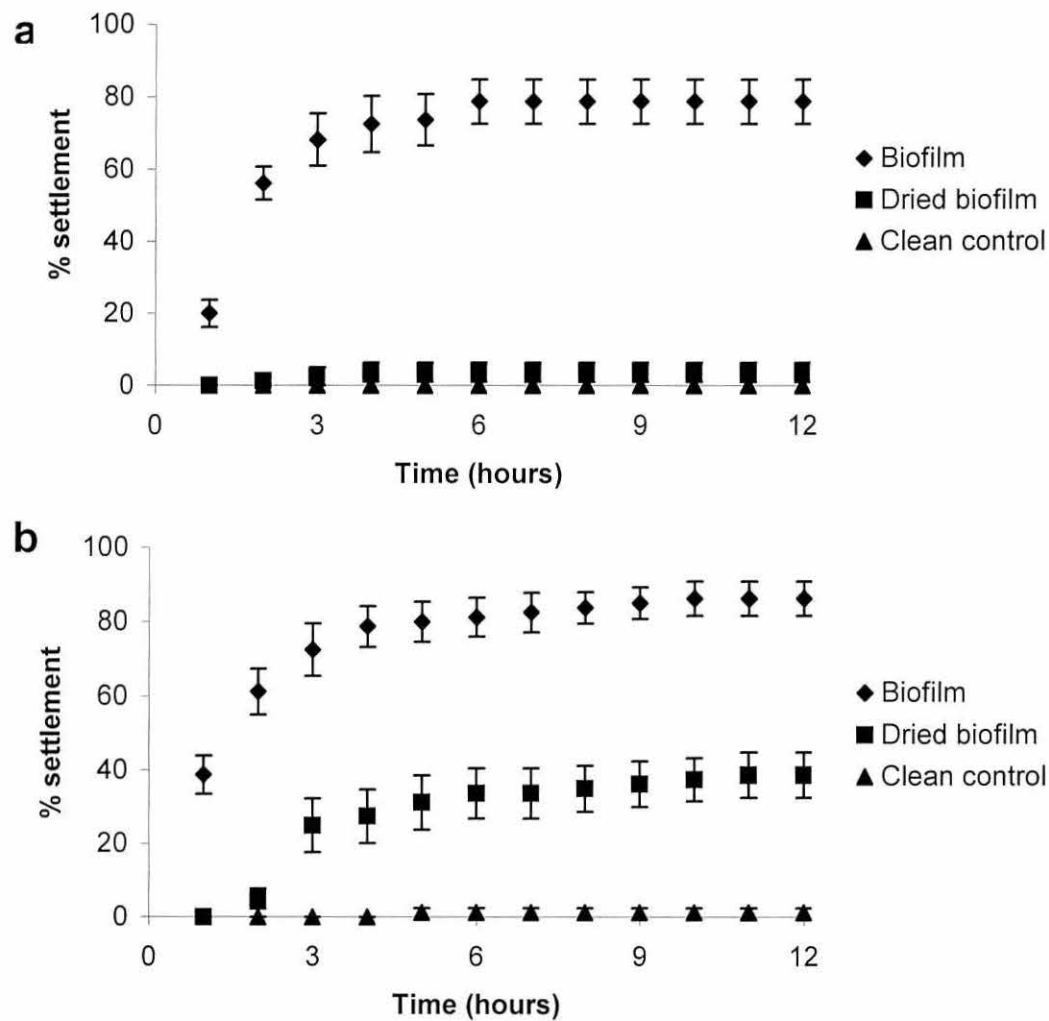 a
100
80
60
40
20
0
% settlement
0 3 6 9 12
Time (hours)
Biofilm
Dried biofilm
Clean control
b
100
80
60
40
20
0
% settlement
0 3 6 9 12
Time (hours)
Biofilm
Dried biofilm
Clean control